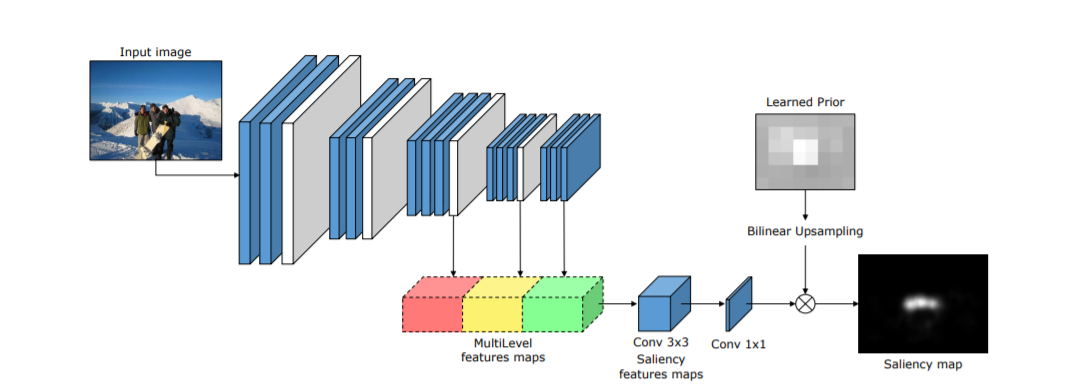 Input image
Learned Prior
Bilinear Upsampling
MultiLevel
features maps
Conv 3x3
Saliency
features maps
Conv 1x1
Saliency map